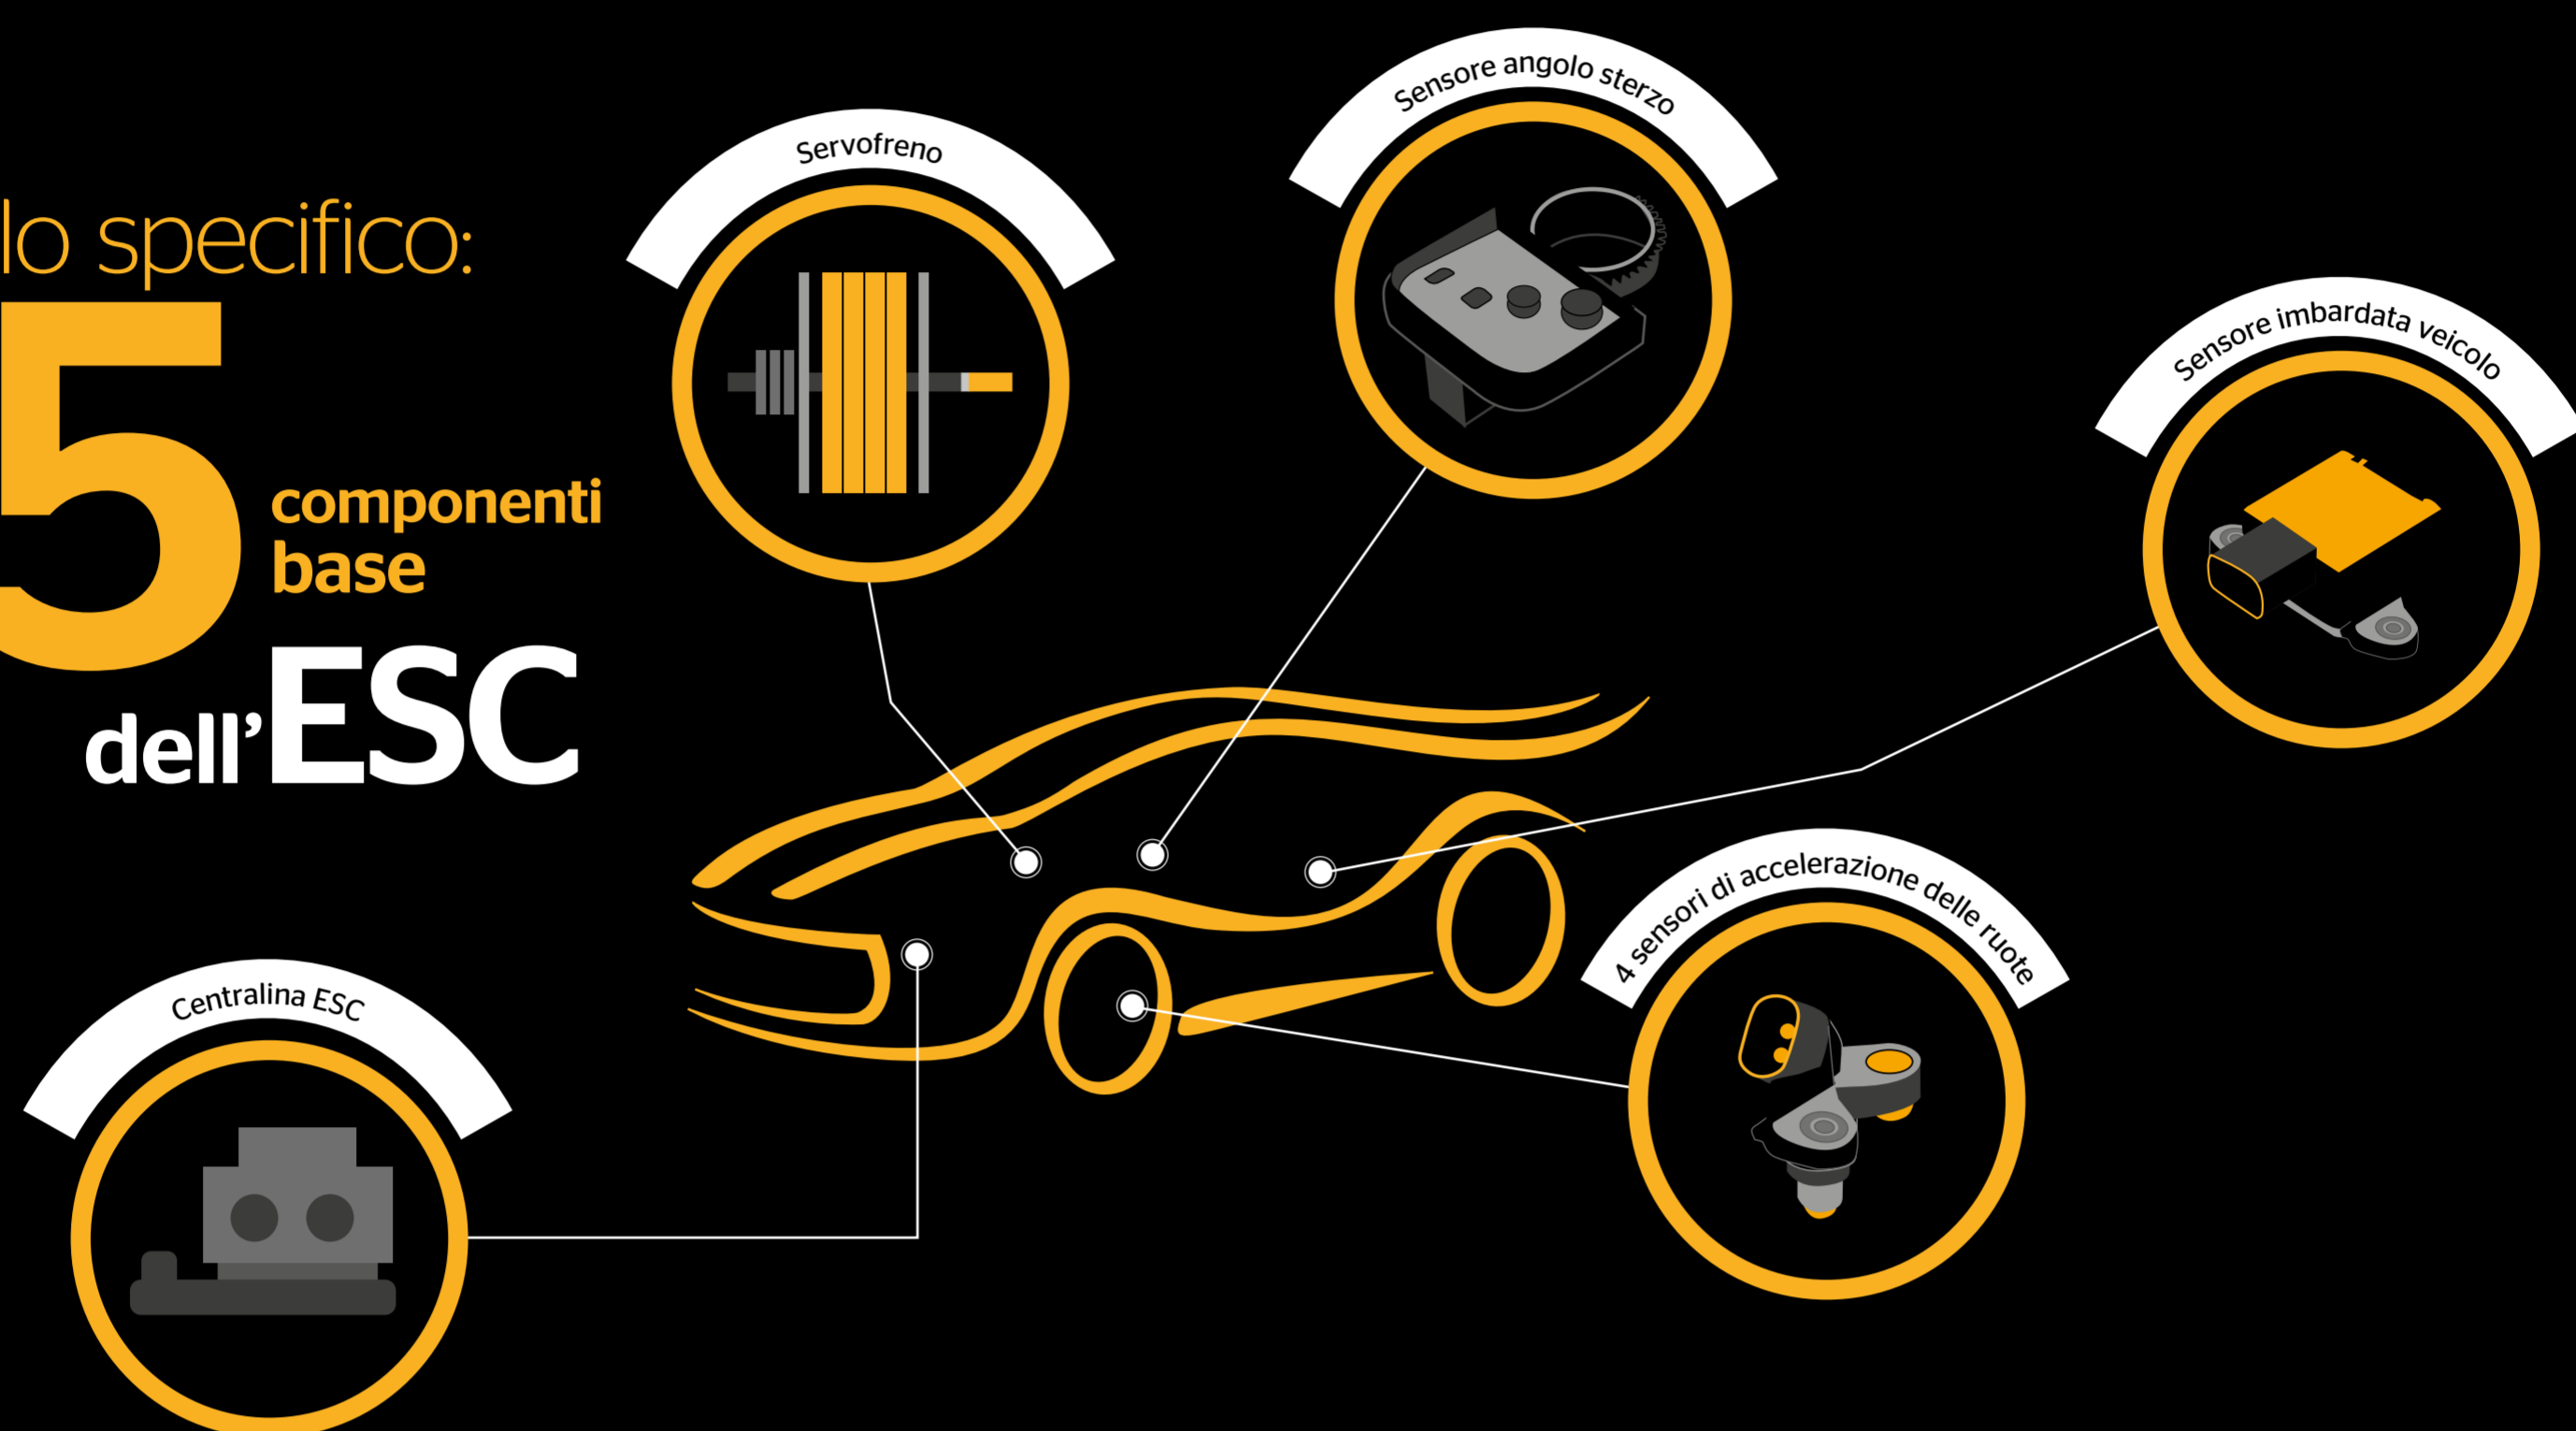 lo specifico:
5
componenti
base
dell’ESC
Servofreno
Sensore angolo sterzo
Sensore imbardata veicolo
4 sensori di accelerazione delle ruote
Centralina ESC